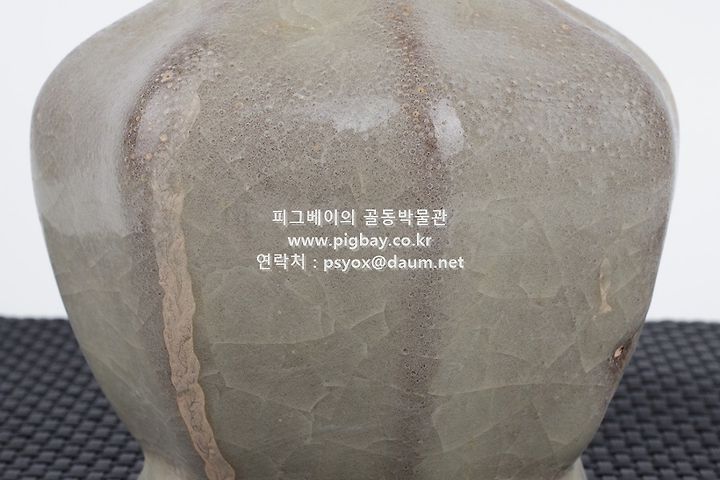 피그베이의 골동박물관
www.pigbay.co.kr
연락처 : psyox@daum.net